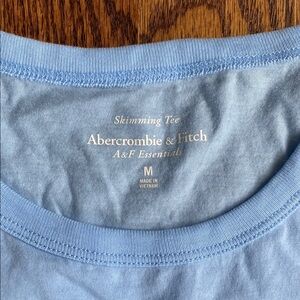 Skimming Tee
Abercrombie & Fitch
A&F Essentials
M
MADE IN
VIETNAM